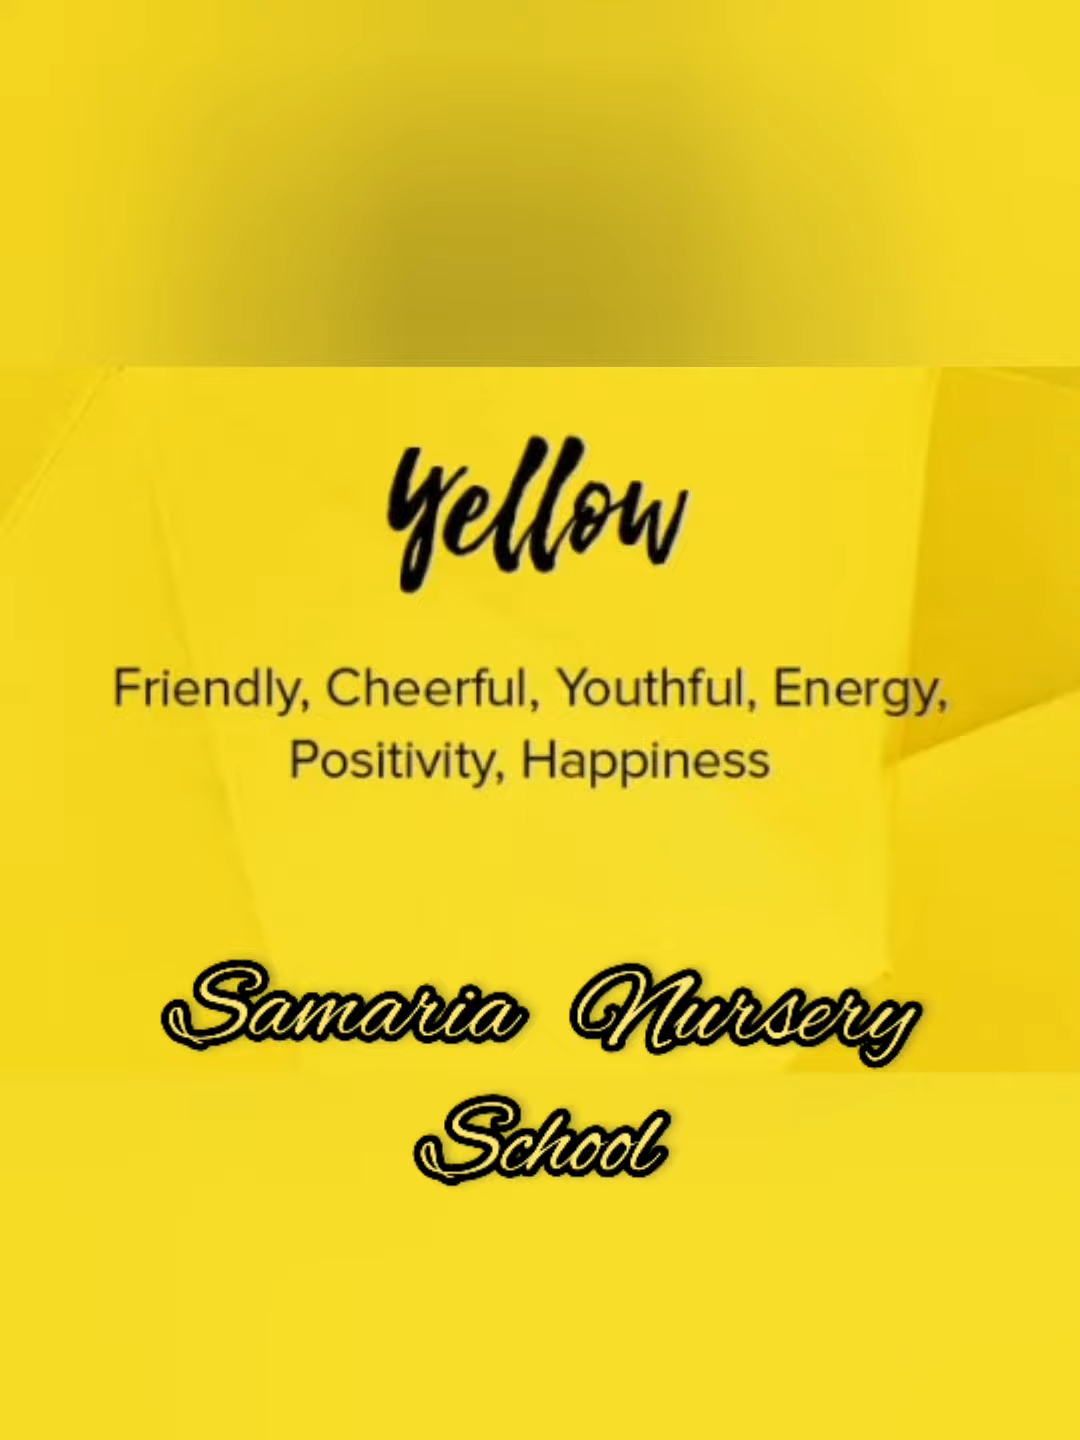 Yellow
Friendly, Cheerful, Youthful, Energy,
Positivity, Happiness
Samaria Nursery
School